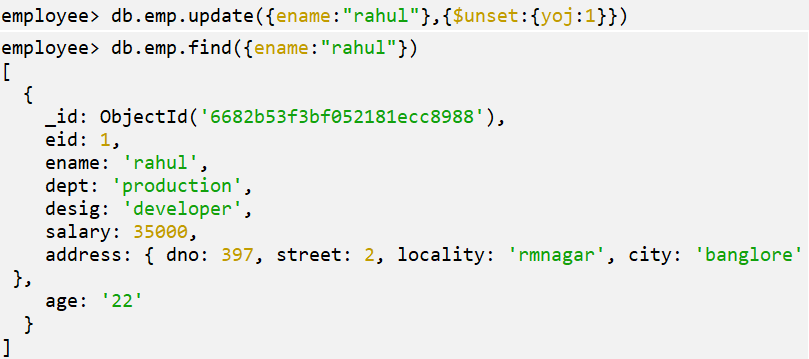 employee> db.emp.update({ename:"rahul"},{$unset:{yoj:1}})
employee> db.emp.find({ename:"rahul"})
[
  {
    _id: ObjectId('6682b53f3bf052181ecc8988'),
    eid: 1,
    ename: 'rahul',
    dept: 'production',
    desig: 'developer',
    salary: 35000,
    address: { dno: 397, street: 2, locality: 'rmnagar', city: 'banglore'
 },
    age: '22'
  }
]